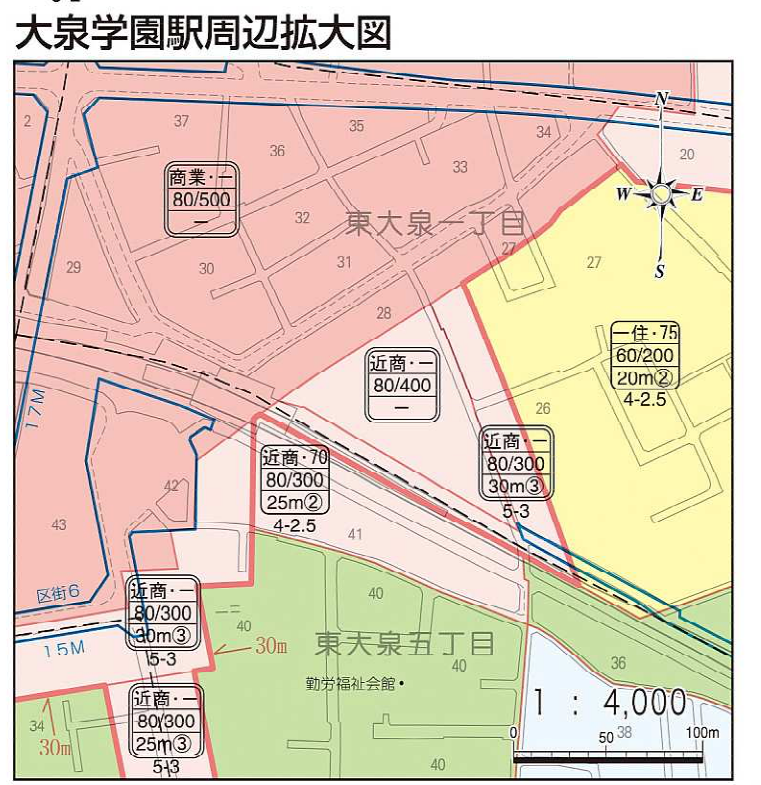 大泉学園駅周辺拡大図
N
W E
S
2
37
36
35
34
33
20
商業・一
80/500
一
32
東大泉一丁目
27
27
29
30
31
28
一住・75
60/200
20m②
4-2.5
近商・一
80/400
一
17M
26
近商・一
80/300
30m③
5-3
近商・70
80/300
25m②
4-2.5
42
43
41
区街6
近商・一
80/300
30m③
5-3
15M
40
40
30m
東大泉五丁目
40
36
勤労福祉会館
近商・一
80/300
25m③
5-3
34
30m
40
38
1 : 4,000
0 50 100m